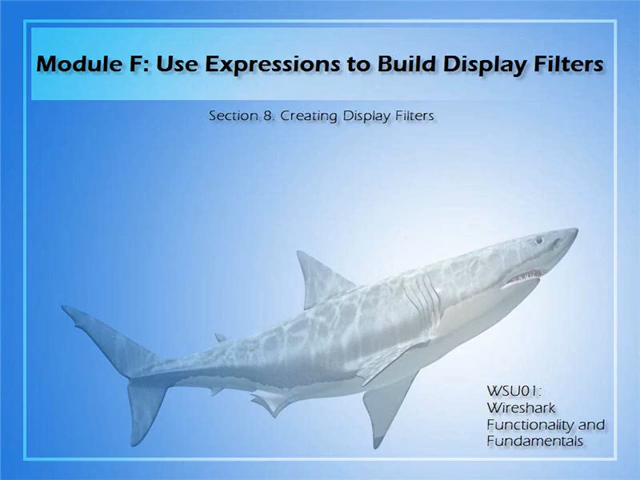 Module F: Use Expressions to Build Display Filters
Section 8. Creating Display Filters
WSU01:
Wireshark
Functionality and
Fundamentals